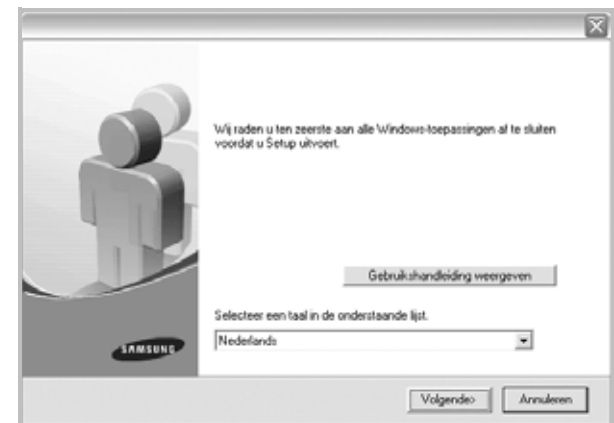 Wij raden u ten zeerste aan alle Windows-toepassingen af te sluiten
voordat u Setup uitvoert.
Gebruikshandleiding weergeven
Selecteer een taal in de onderstaande lijst.
Nederlands
SAMSUNG
Volgende>
Annuleren